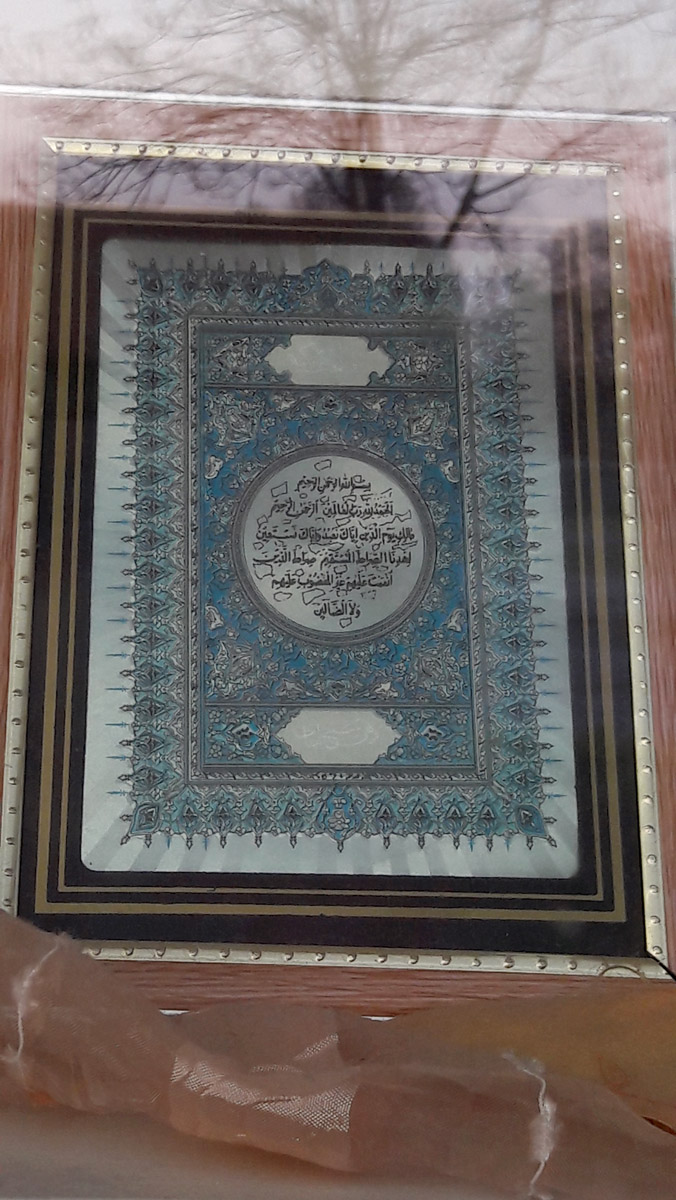 بسم الله الرحمن الرحيم
الحمد لله رب العالمين الرحمن الرحيم
مالك يوم الدين إياك نعبد وإياك نستعين
اهدنا الصراط المستقيم صراط الذين
أنعمت عليهم غير المغضوب عليهم
ولا الضالين